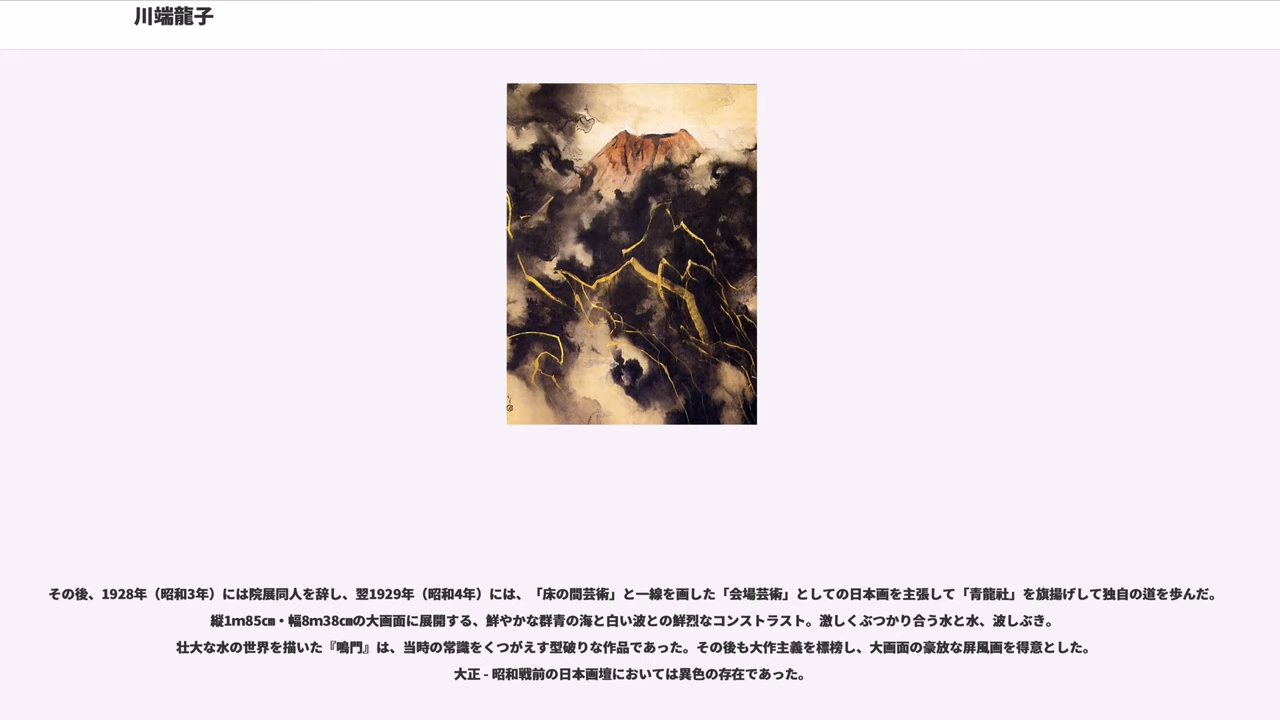 川端龍子
その後、1928年（昭和3年）には院展同人を辞し、翌1929年（昭和4年）には、「床の間芸術」と一線を画した「会場芸術」としての日本画を主張して「青龍社」を旗揚げして独自の道を歩んだ。
縦1m85㎝・幅8m38㎝の大画面に展開する、鮮やかな群青の海と白い波との鮮烈なコンストラスト。激しくぶつかり合う水と水、波しぶき。
壮大な水の世界を描いた『鳴門』は、当時の常識をくつがえす型破りな作品であった。その後も大作主義を標榜し、大画面の豪放な屏風画を得意とした。
大正 - 昭和戦前の日本画壇においては異色の存在であった。